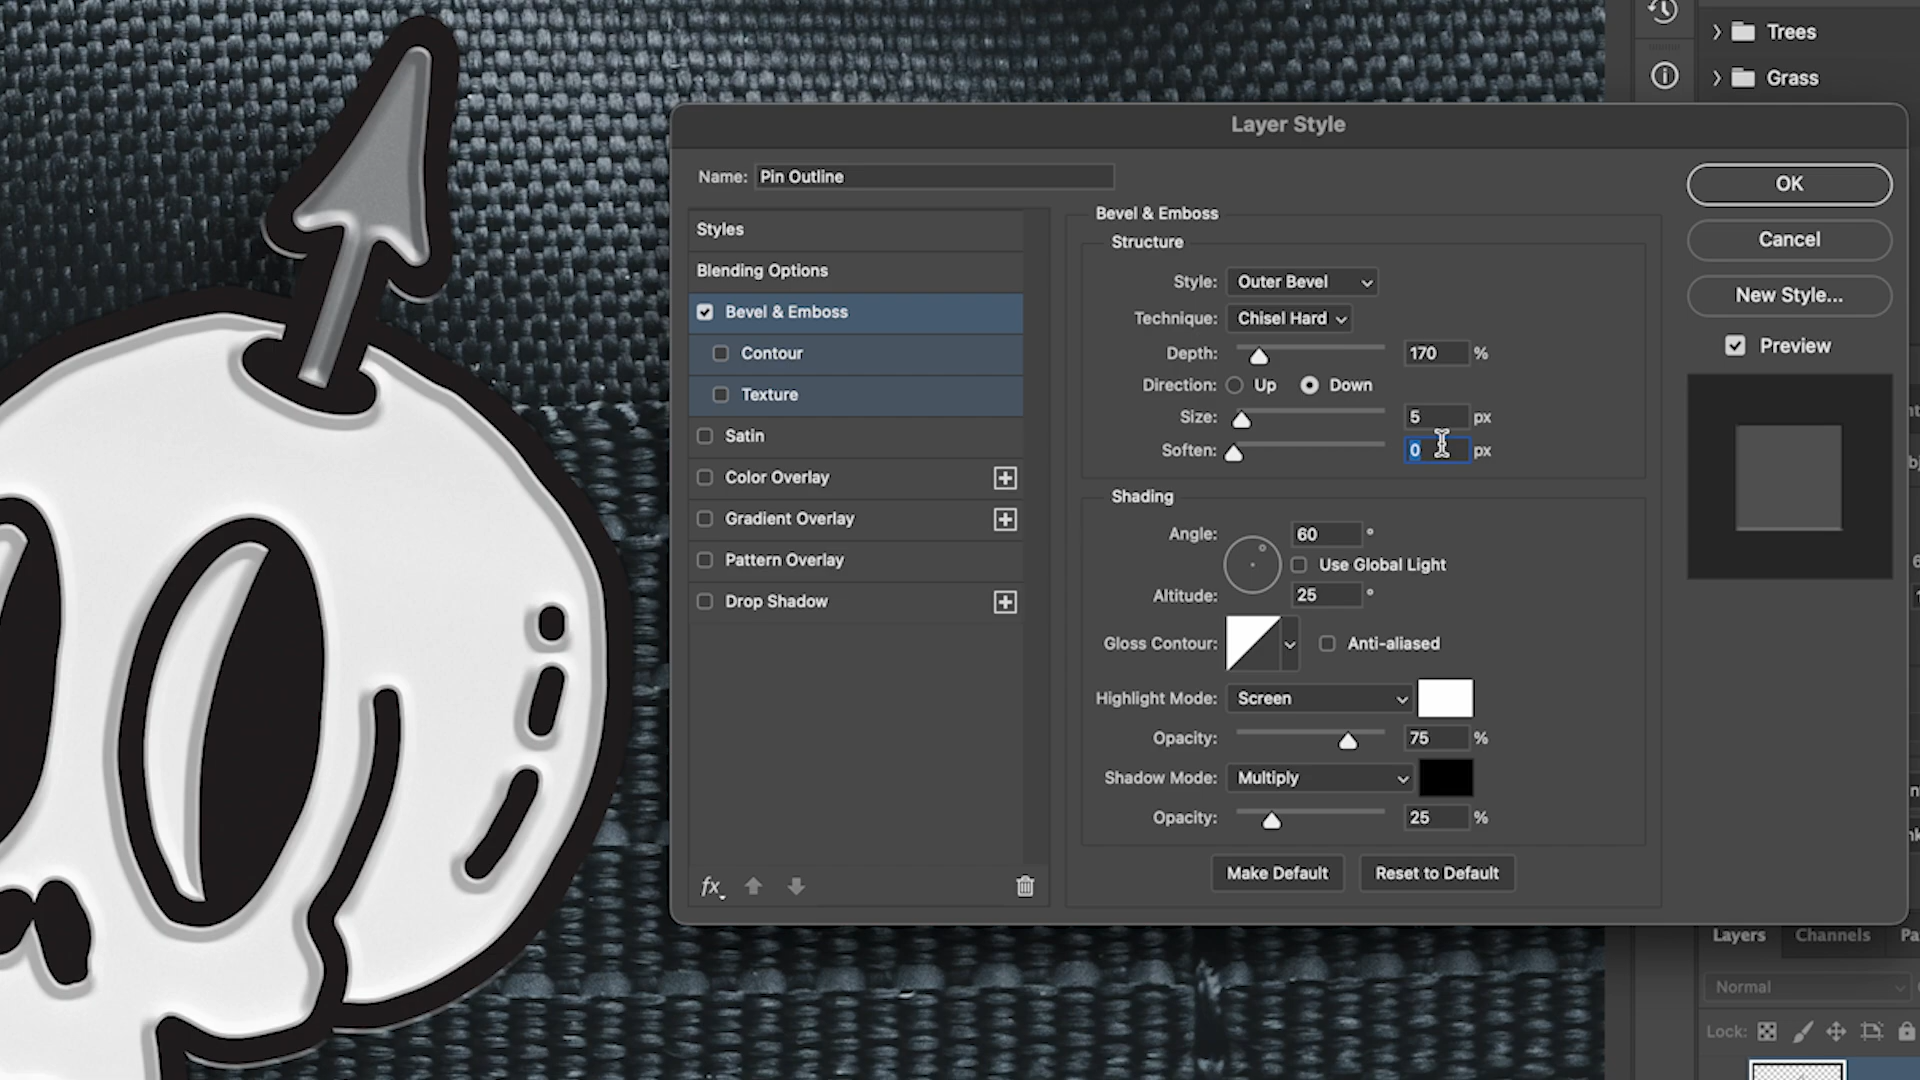 Trees
Grass
Layer Style
Name: Pin Outline
Styles
Blending Options
Bevel & Emboss
Contour
Texture
Satin
Color Overlay
Gradient Overlay
Pattern Overlay
Drop Shadow
fx
Bevel & Emboss
Structure
Style: Outer Bevel
Technique: Chisel Hard
Depth: 170 %
Direction: Up Down
Size: 5 px
Soften: 0 px
Shading
Angle: 60 °
Use Global Light
Altitude: 25 °
Gloss Contour: Anti-aliased
Highlight Mode: Screen
Opacity: 75 %
Shadow Mode: Multiply
Opacity: 25 %
Make Default Reset to Default
OK
Cancel
New Style...
Preview
Layers Channels Pa
Normal
Lock: